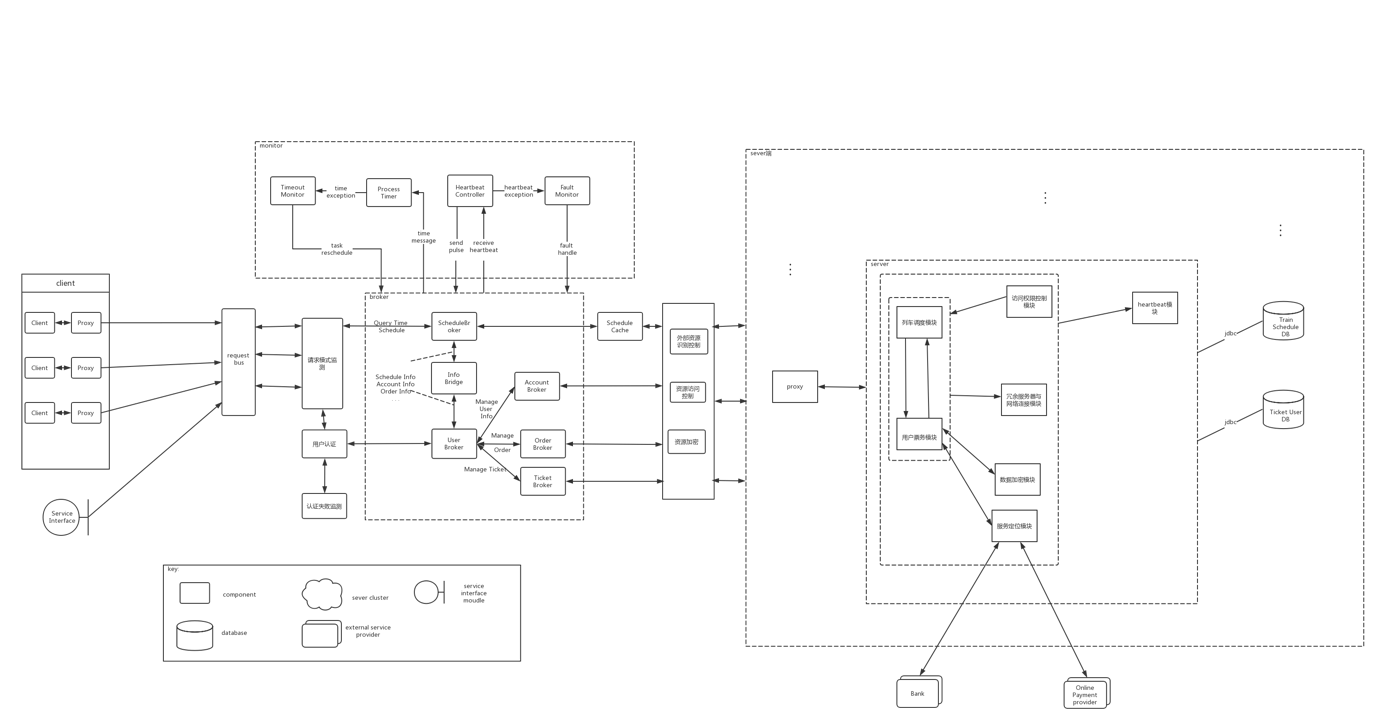 monitor
Timeout
Monitor
time
exception
Process
Timer
Heartbeat
Controller
heartbeat
exception
Fault
Monitor
task
reschedule
time
message
send
pulse
receive
heartbeat
fault
handle
client
Client
Proxy
Client
Proxy
Client
Proxy
Service
Interface
request
bus
请求模式监
测
用户认证
认证失败追溯
broker
Query Time
Schedule
ScheduleBr
oker
Info
Bridge
Schedule Info
Account Info
Order Info
...
User
Broker
Manage
User
Info
Account
Broker
Manage
Order
Order
Broker
Manage Ticket
Ticket
Broker
Schedule
Cache
外部资源
识别控制
资源访问
控制
资源加密
sever端
proxy
server
列车调度模块
用户票务模块
访问权限控制
模块
冗余服务器与
网络连接模块
数据加密模块
服务定位模块
heartbeat模
块
jdbc
Train
Schedule
DB
jdbc
Ticket User
DB
Bank
Online
Payment
provider
key
component
sever cluster
service
interface
moudle
database
external service
provider